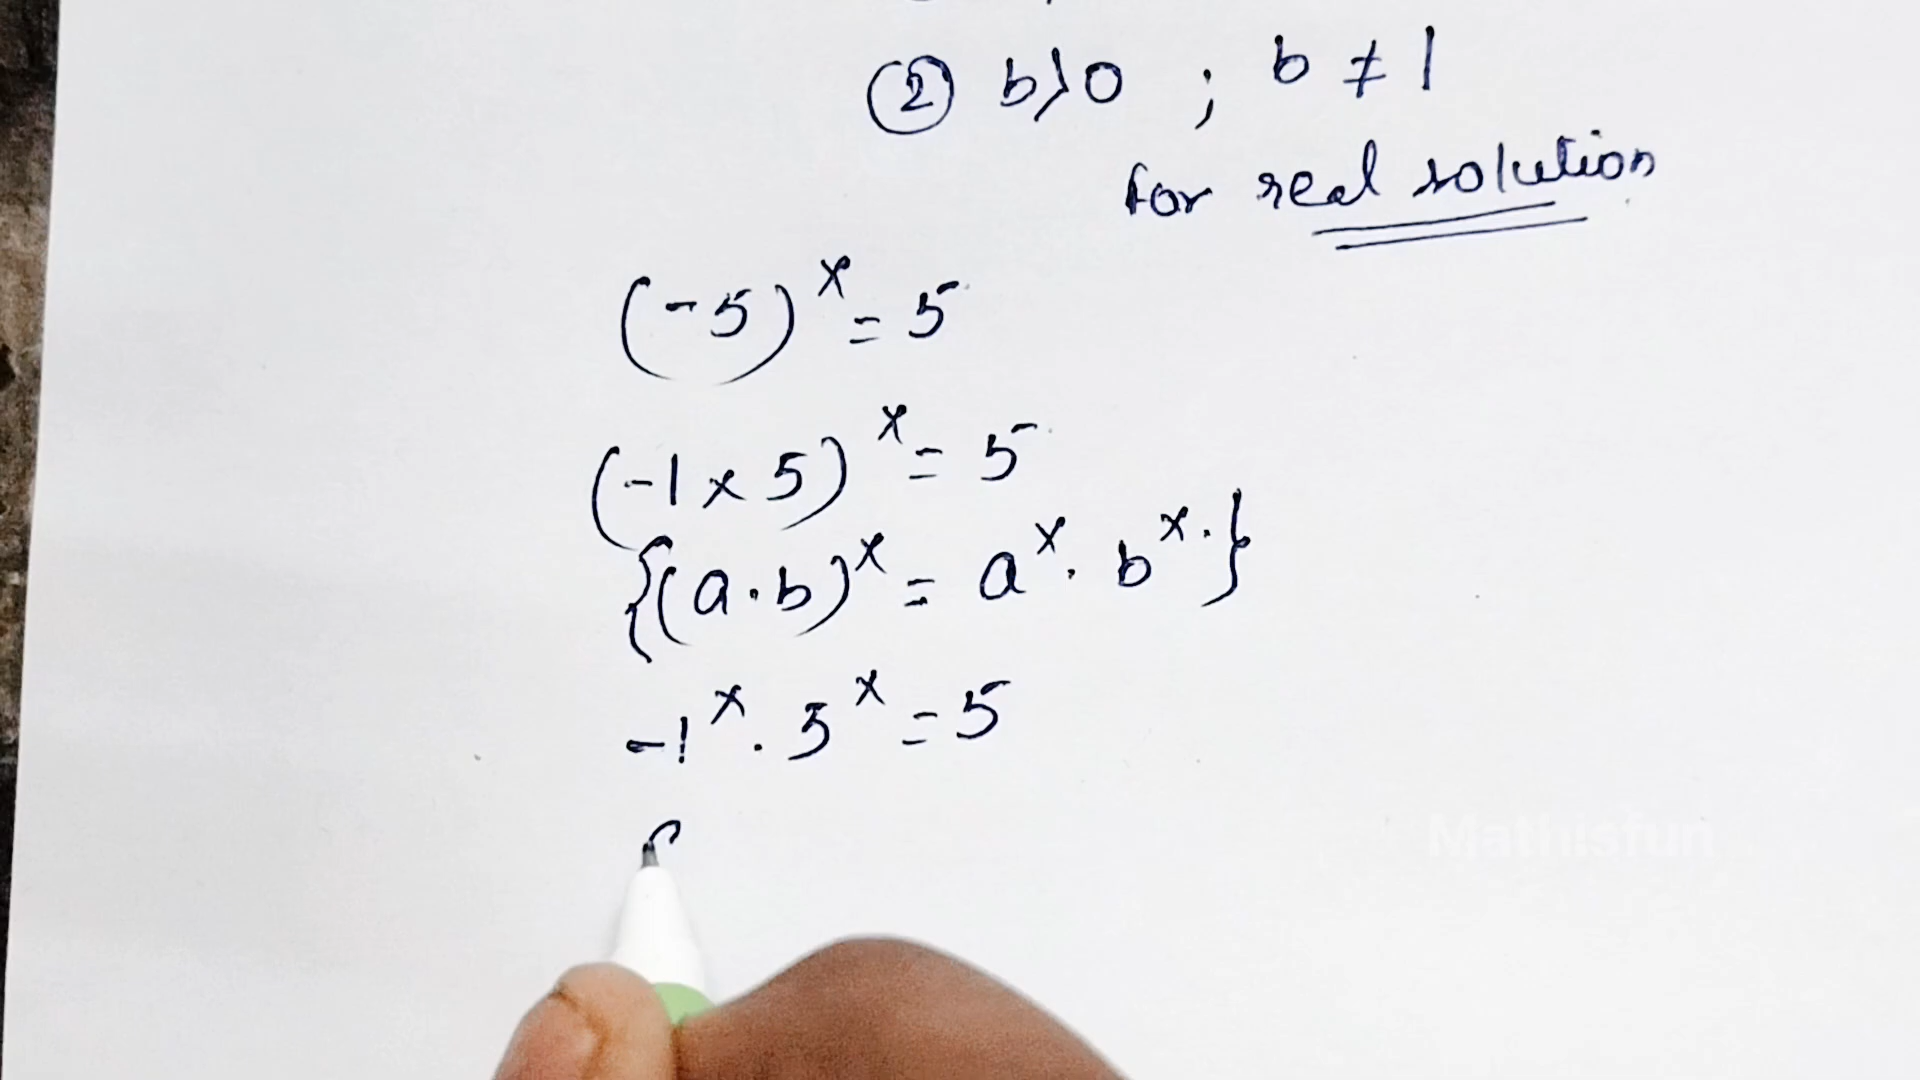 ② b>0 ; b ≠ 1
for real solution
(-5)^x = 5
(-1 x 5)^x = 5
{(a.b)^x = a^x . b^x.}
-1^x . 5^x = 5
Mathisfun